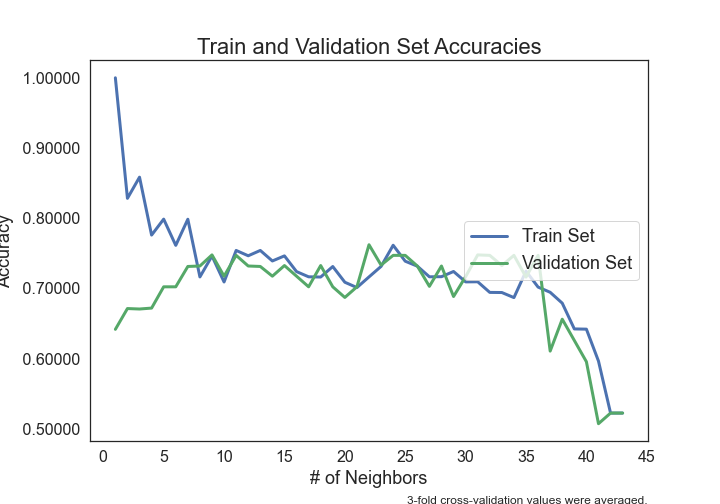 Train and Validation Set Accuracies
1.00000
0.90000
0.80000
0.70000
0.60000
0.50000
Accuracy
Train Set
Validation Set
0 5 10 15 20 25 30 35 40 45
# of Neighbors
3-fold cross-validation values were averaged.